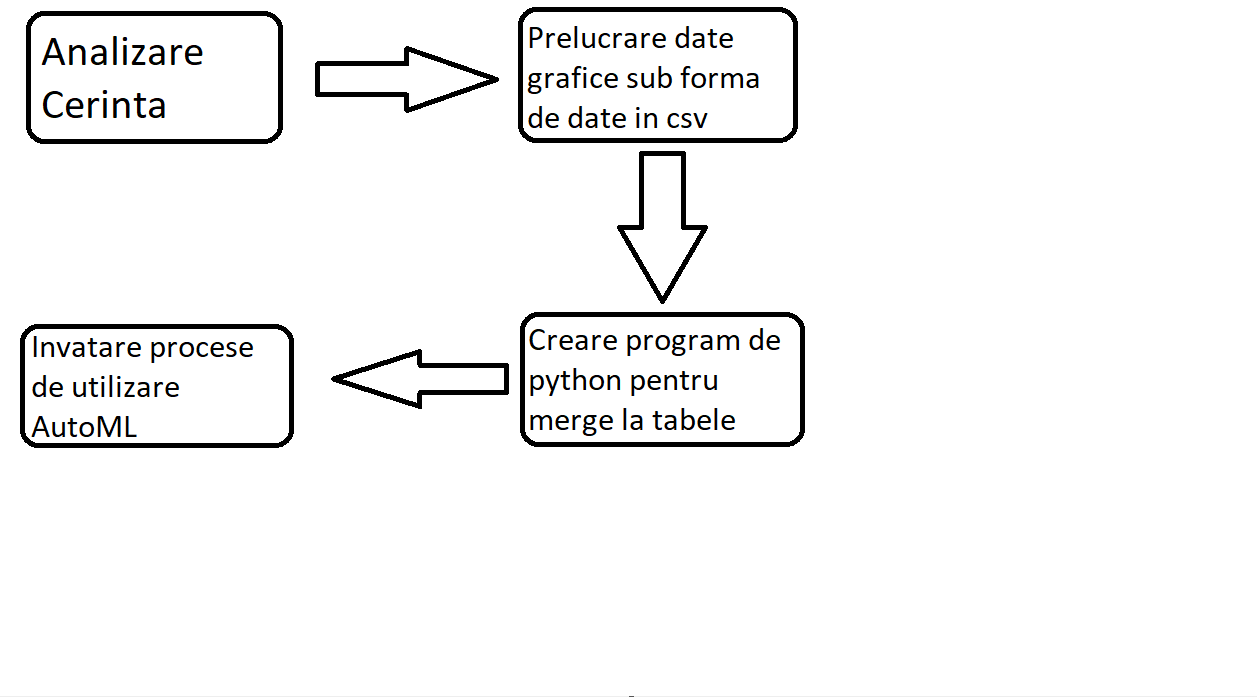 Analizare
Cerinta
Prelucrare date
grafice sub forma
de date in csv
Creare program de
python pentru
merge la tabele
Invatare procese
de utilizare
AutoML